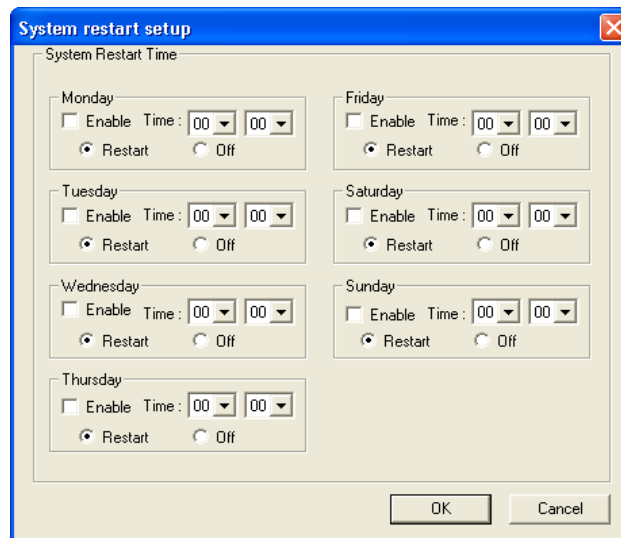 System restart setup
System Restart Time
Monday
Enable Time : 00 00
Restart Off
Tuesday
Enable Time : 00 00
Restart Off
Wednesday
Enable Time : 00 00
Restart Off
Thursday
Enable Time : 00 00
Restart Off
Friday
Enable Time : 00 00
Restart Off
Saturday
Enable Time : 00 00
Restart Off
Sunday
Enable Time : 00 00
Restart Off
OK Cancel